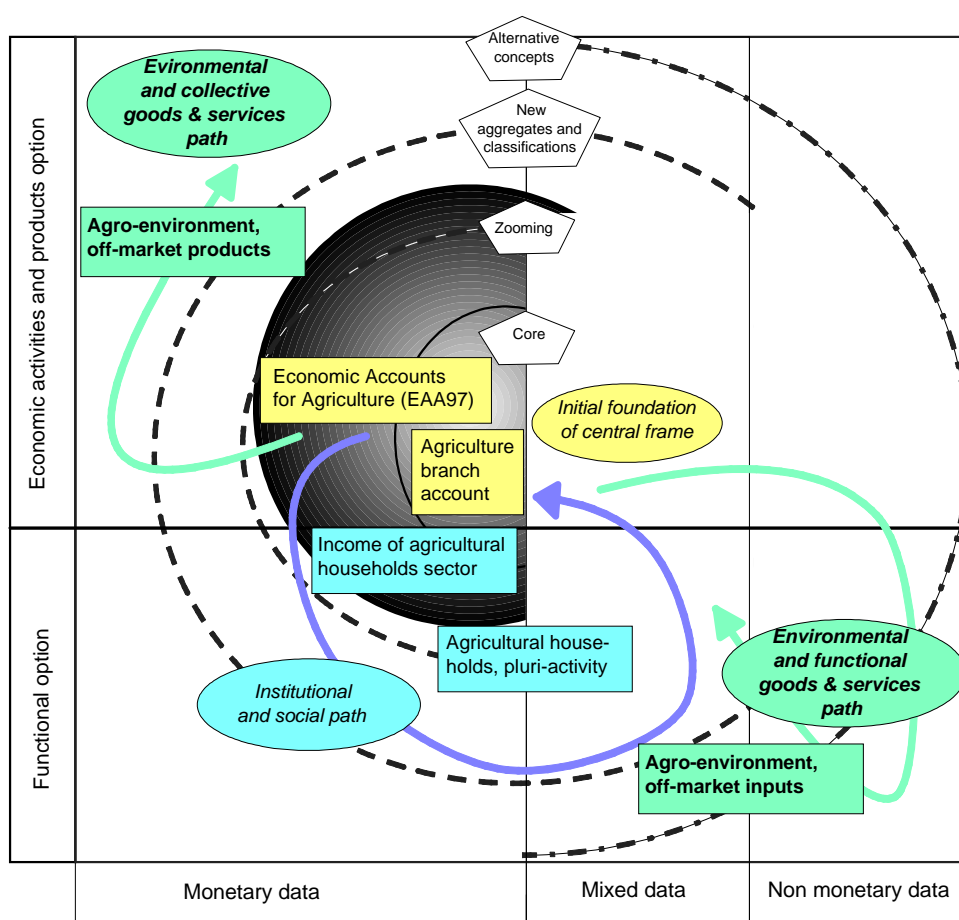 Alternative
concepts
Evironmental
and collective
goods & services
path
New
aggregates and
classifications
Economic activities and products option
Agro-environment,
off-market products
Zooming
Core
Economic Accounts
for Agriculture (EAA97)
Initial foundation
of central frame
Agriculture
branch
account
Income of agricultural
households sector
Functional option
Agricultural house-
holds, pluri-activity
Environmental
and functional
goods & services
path
Institutional
and social path
Agro-environment,
off-market inputs
Monetary data
Mixed data
Non monetary data